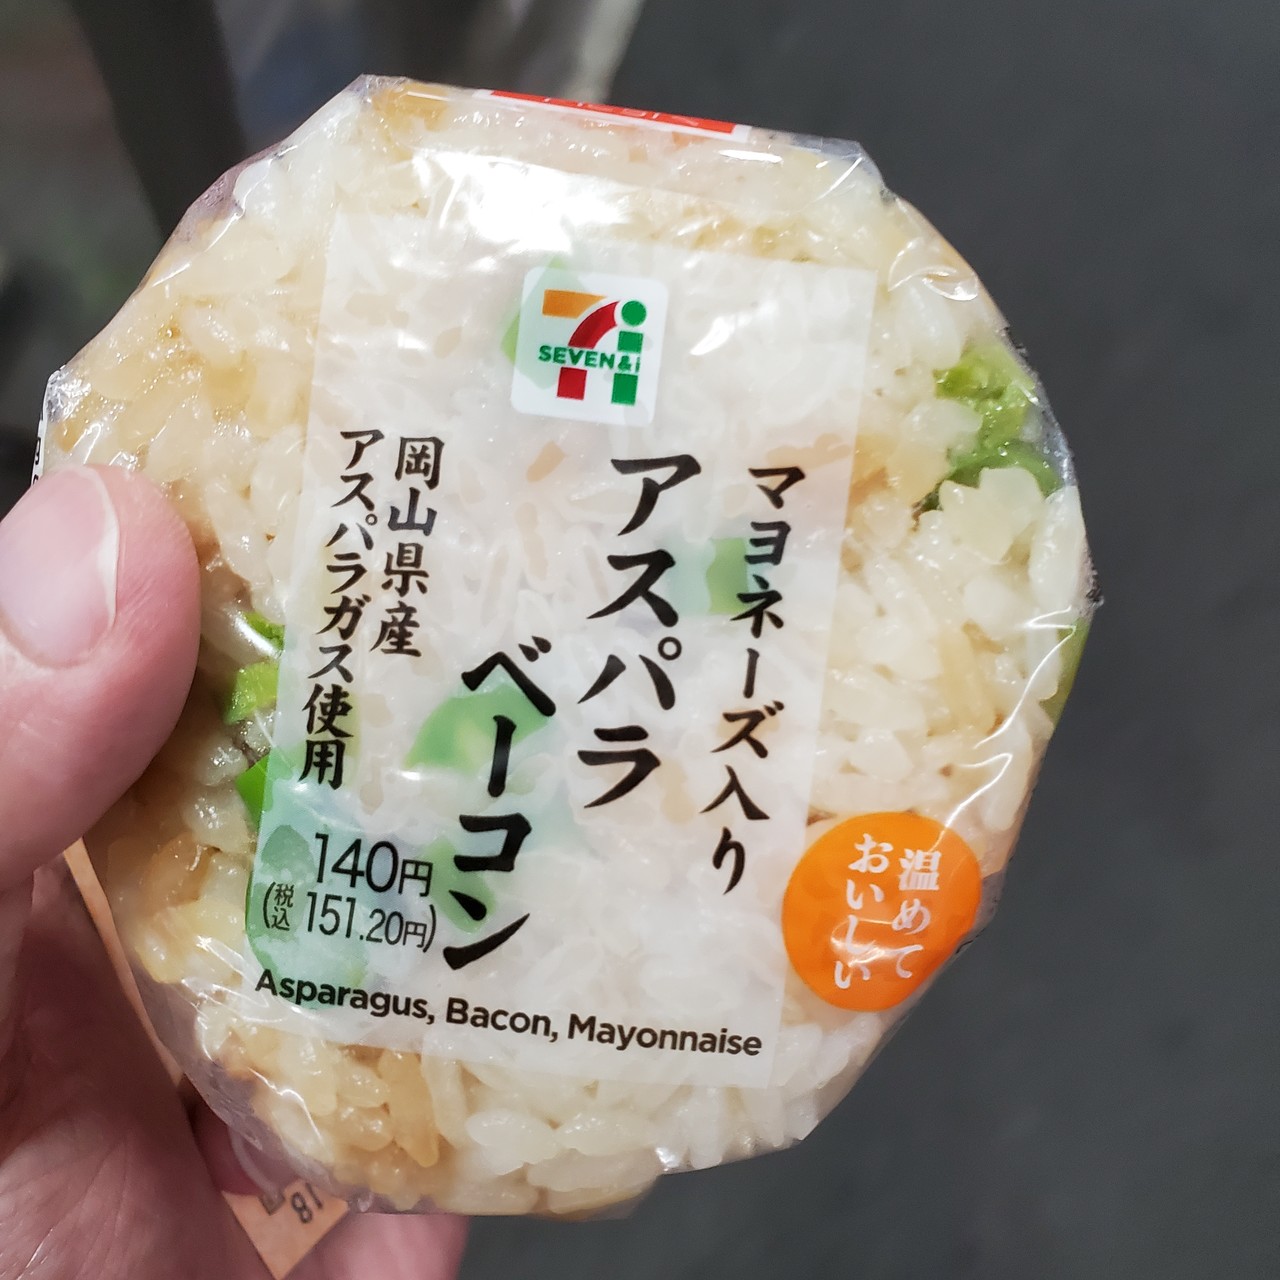 SEVEN&i
マヨネーズ入り
アスパラ
ベーコン
岡山県産
アスパラガス使用
140円
(税込 151.20円)
Asparagus, Bacon, Mayonnaise
温めて
おいしい
18